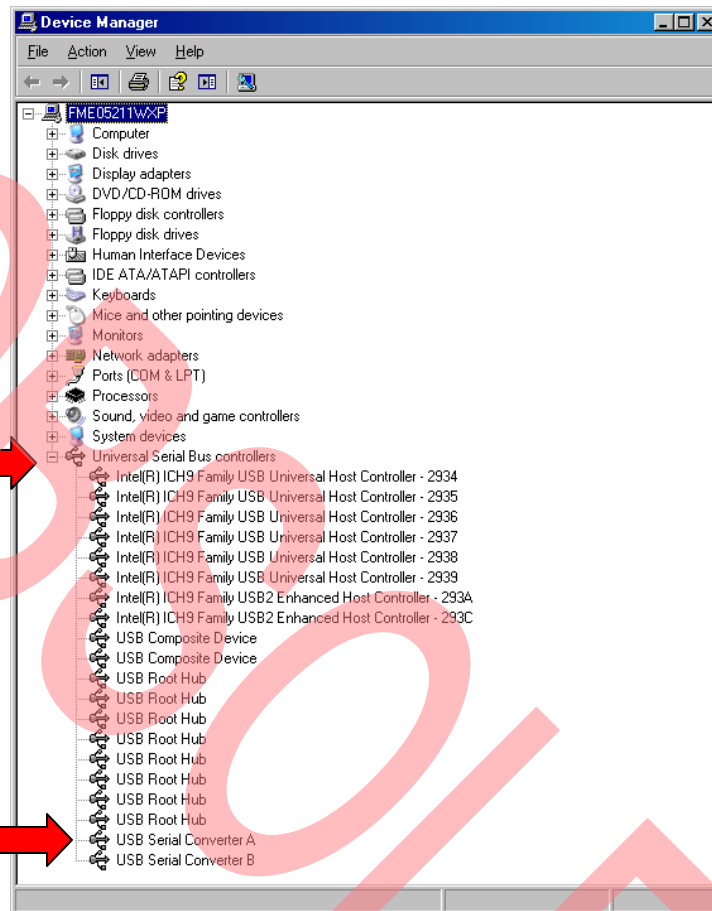 Device Manager
File Action View Help
FME05211WXP
Computer
Disk drives
Display adapters
DVD/CD-ROM drives
Floppy disk controllers
Floppy disk drives
Human Interface Devices
IDE ATA/ATAPI controllers
Keyboards
Mice and other pointing devices
Monitors
Network adapters
Ports (COM & LPT)
Processors
Sound, video and game controllers
System devices
Universal Serial Bus controllers
Intel(R) ICH9 Family USB Universal Host Controller - 2934
Intel(R) ICH9 Family USB Universal Host Controller - 2935
Intel(R) ICH9 Family USB Universal Host Controller - 2936
Intel(R) ICH9 Family USB Universal Host Controller - 2937
Intel(R) ICH9 Family USB Universal Host Controller - 2938
Intel(R) ICH9 Family USB Universal Host Controller - 2939
Intel(R) ICH9 Family USB2 Enhanced Host Controller - 293A
Intel(R) ICH9 Family USB2 Enhanced Host Controller - 293C
USB Composite Device
USB Composite Device
USB Root Hub
USB Root Hub
USB Root Hub
USB Root Hub
USB Root Hub
USB Root Hub
USB Root Hub
USB Root Hub
USB Serial Converter A
USB Serial Converter B